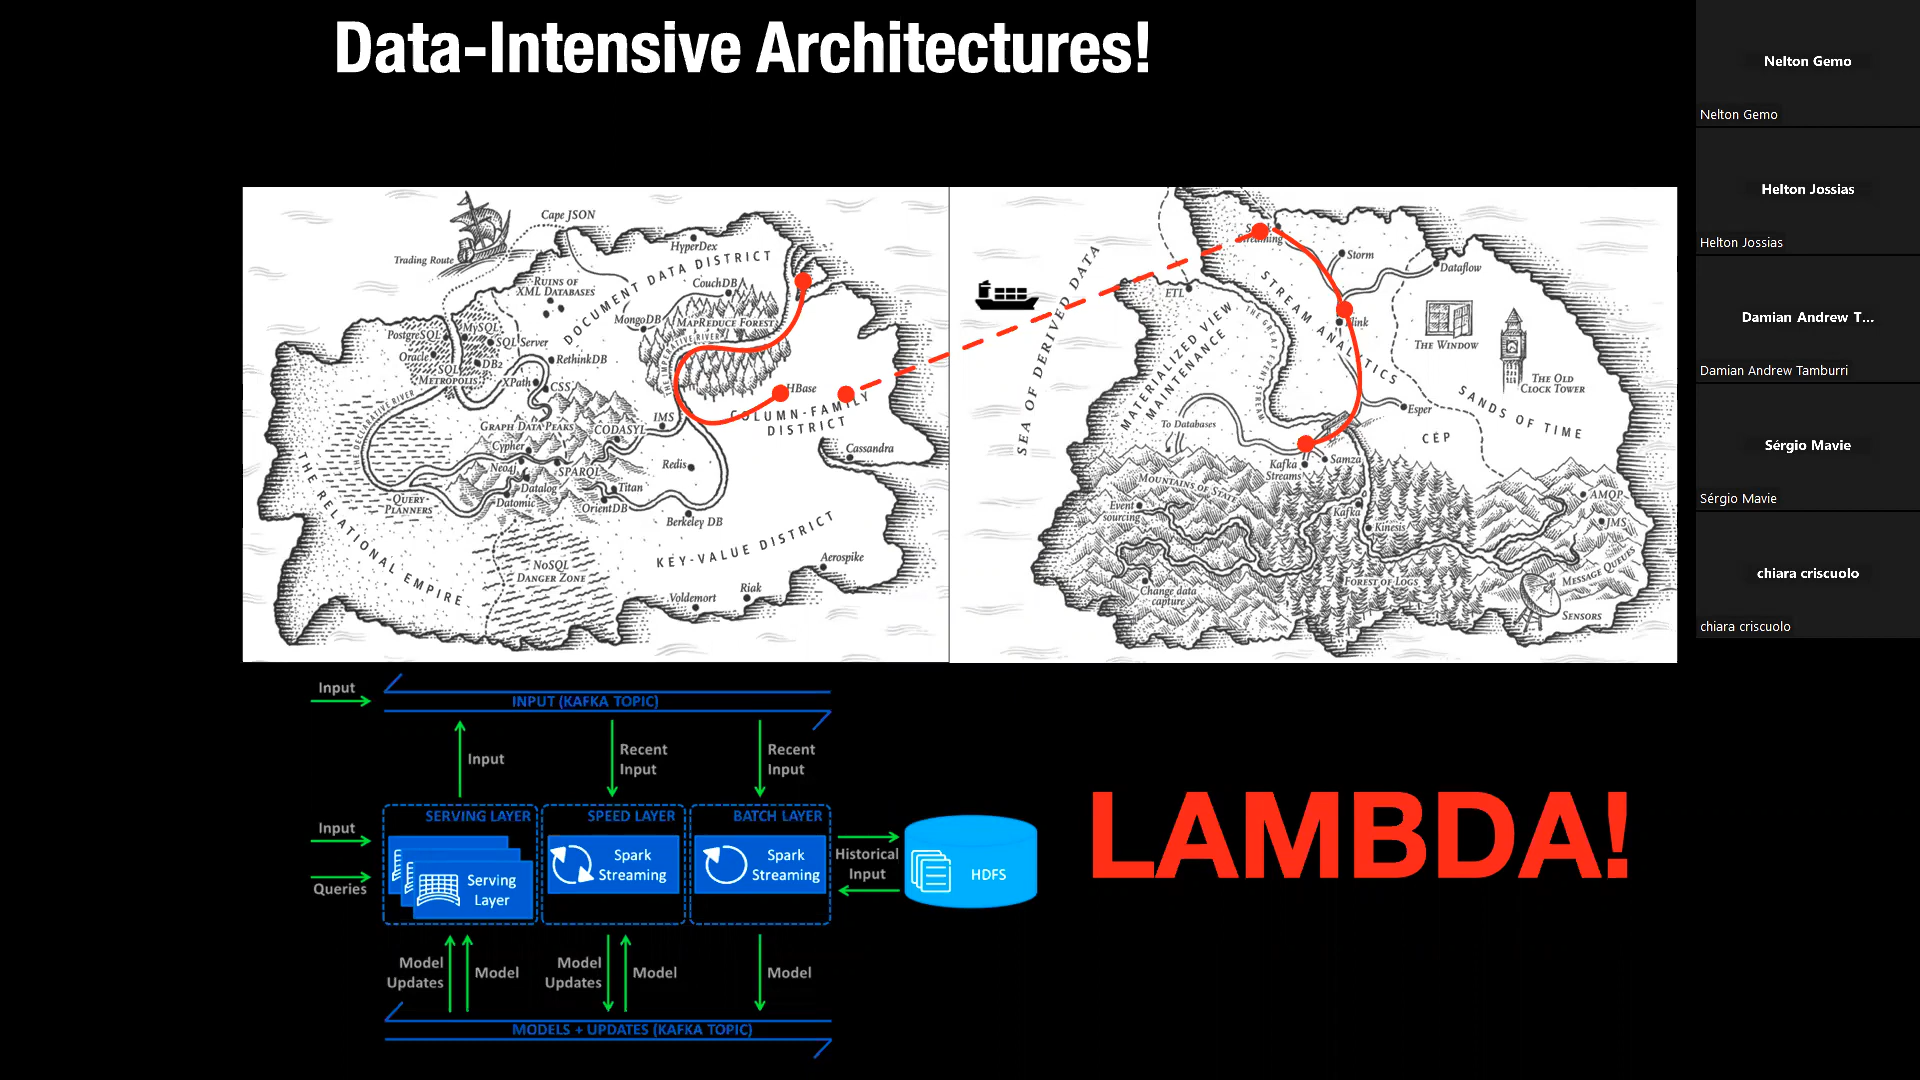 Data-Intensive Architectures!
Cape JSON
HyperDex
Trading Route
DOCUMENT DATA DISTRICT
RUINS OF
XML DATABASES
CouchDB
MongoDB
MAPREDUCE FOREST
PostgreSQL
MySQL
SQL Server
Oracle
DB2
SQL
METROPOLIS
RethinkDB
XPath
CSS
HBase
COLUMN-FAMILY
DISTRICT
THE DECLARATIVE RIVER
GRAPH DATA PEAKS
IMS
CODASYL
Cassandra
Cypher
Neo4j
SPARQL
Redis
Datalog
Titan
Datomic
OrientDB
QUERY
PLANNERS
Berkeley DB
THE RELATIONAL EMPIRE
KEY-VALUE DISTRICT
NoSQL
DANGER ZONE
Aerospike
Riak
Voldemort
SEA OF DERIVED DATA
Streaming
ETL
Storm
Dataflow
STREAM ANALYTICS
THE WINDOW
THE OLD
CLOCK TOWER
MATERIALIZED VIEW
MAINTENANCE
SANDS OF TIME
Esper
CEP
To Databases
Kafka
Streams
Samza
MOUNTAINS OF STATE
Event
sourcing
Kafka
Kinesis
AMQP
JMS
MESSAGE QUEUES
FOREST OF LOGS
Change data
capture
SENSORS
Input
INPUT (KAFKA TOPIC)
Input
Recent
Input
Recent
Input
SERVING LAYER
SPEED LAYER
BATCH LAYER
Input
Queries
Serving
Layer
Spark
Streaming
Spark
Streaming
Historical
Input
HDFS
Model
Updates
Model
Model
Updates
Model
Model
MODELS + UPDATES (KAFKA TOPIC)
LAMBDA!
Nelton Gemo
Nelton Gemo
Helton Jossias
Helton Jossias
Damian Andrew T...
Damian Andrew Tamburri
Sérgio Mavie
Sérgio Mavie
chiara criscuolo
chiara criscuolo